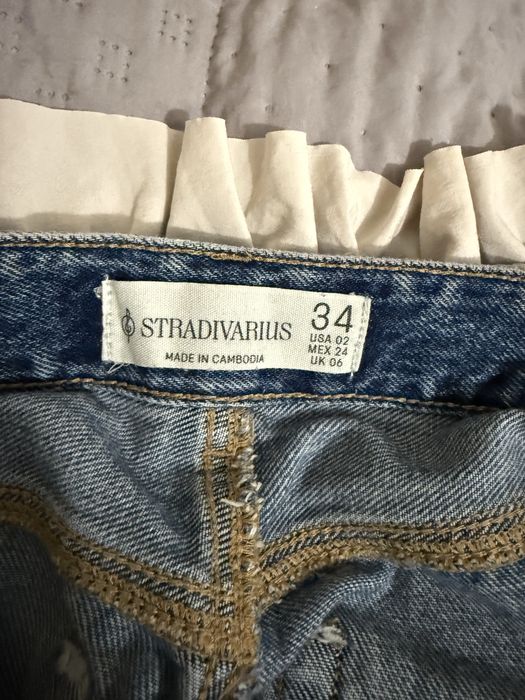 STRADIVARIUS
MADE IN CAMBODIA
34
USA 02
MEX 24
UK 06